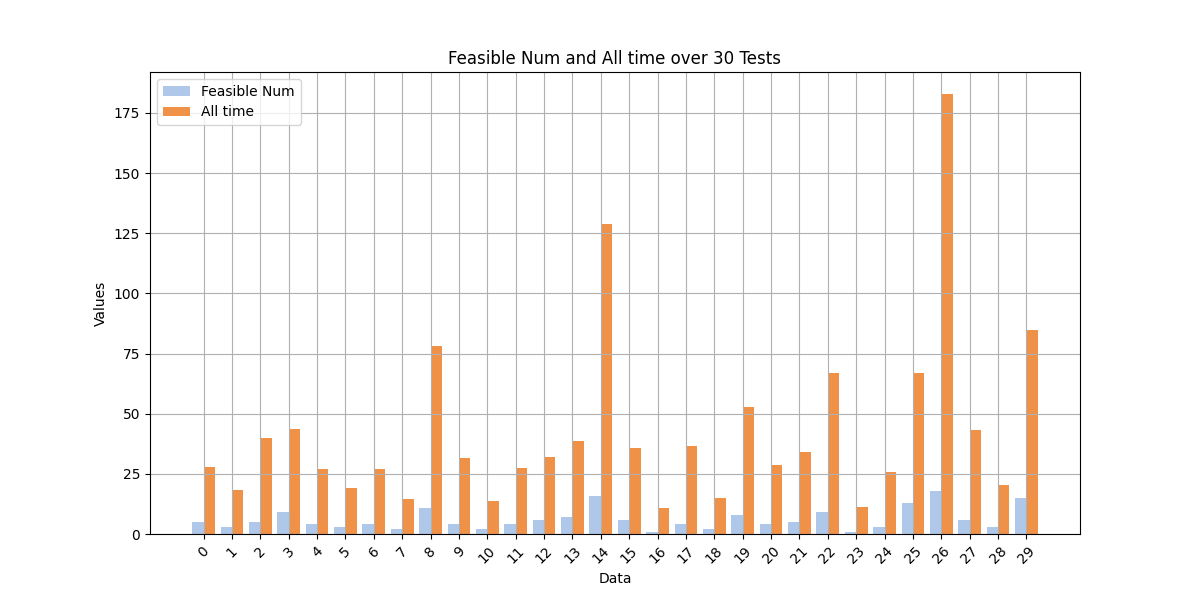 Feasible Num and All time over 30 Tests
Feasible Num
All time
175
150
125
100
75
50
25
0
Values
0 1 2 3 4 5 6 7 8 9 10 11 12 13 14 15 16 17 18 19 20 21 22 23 24 25 26 27 28 29
Data